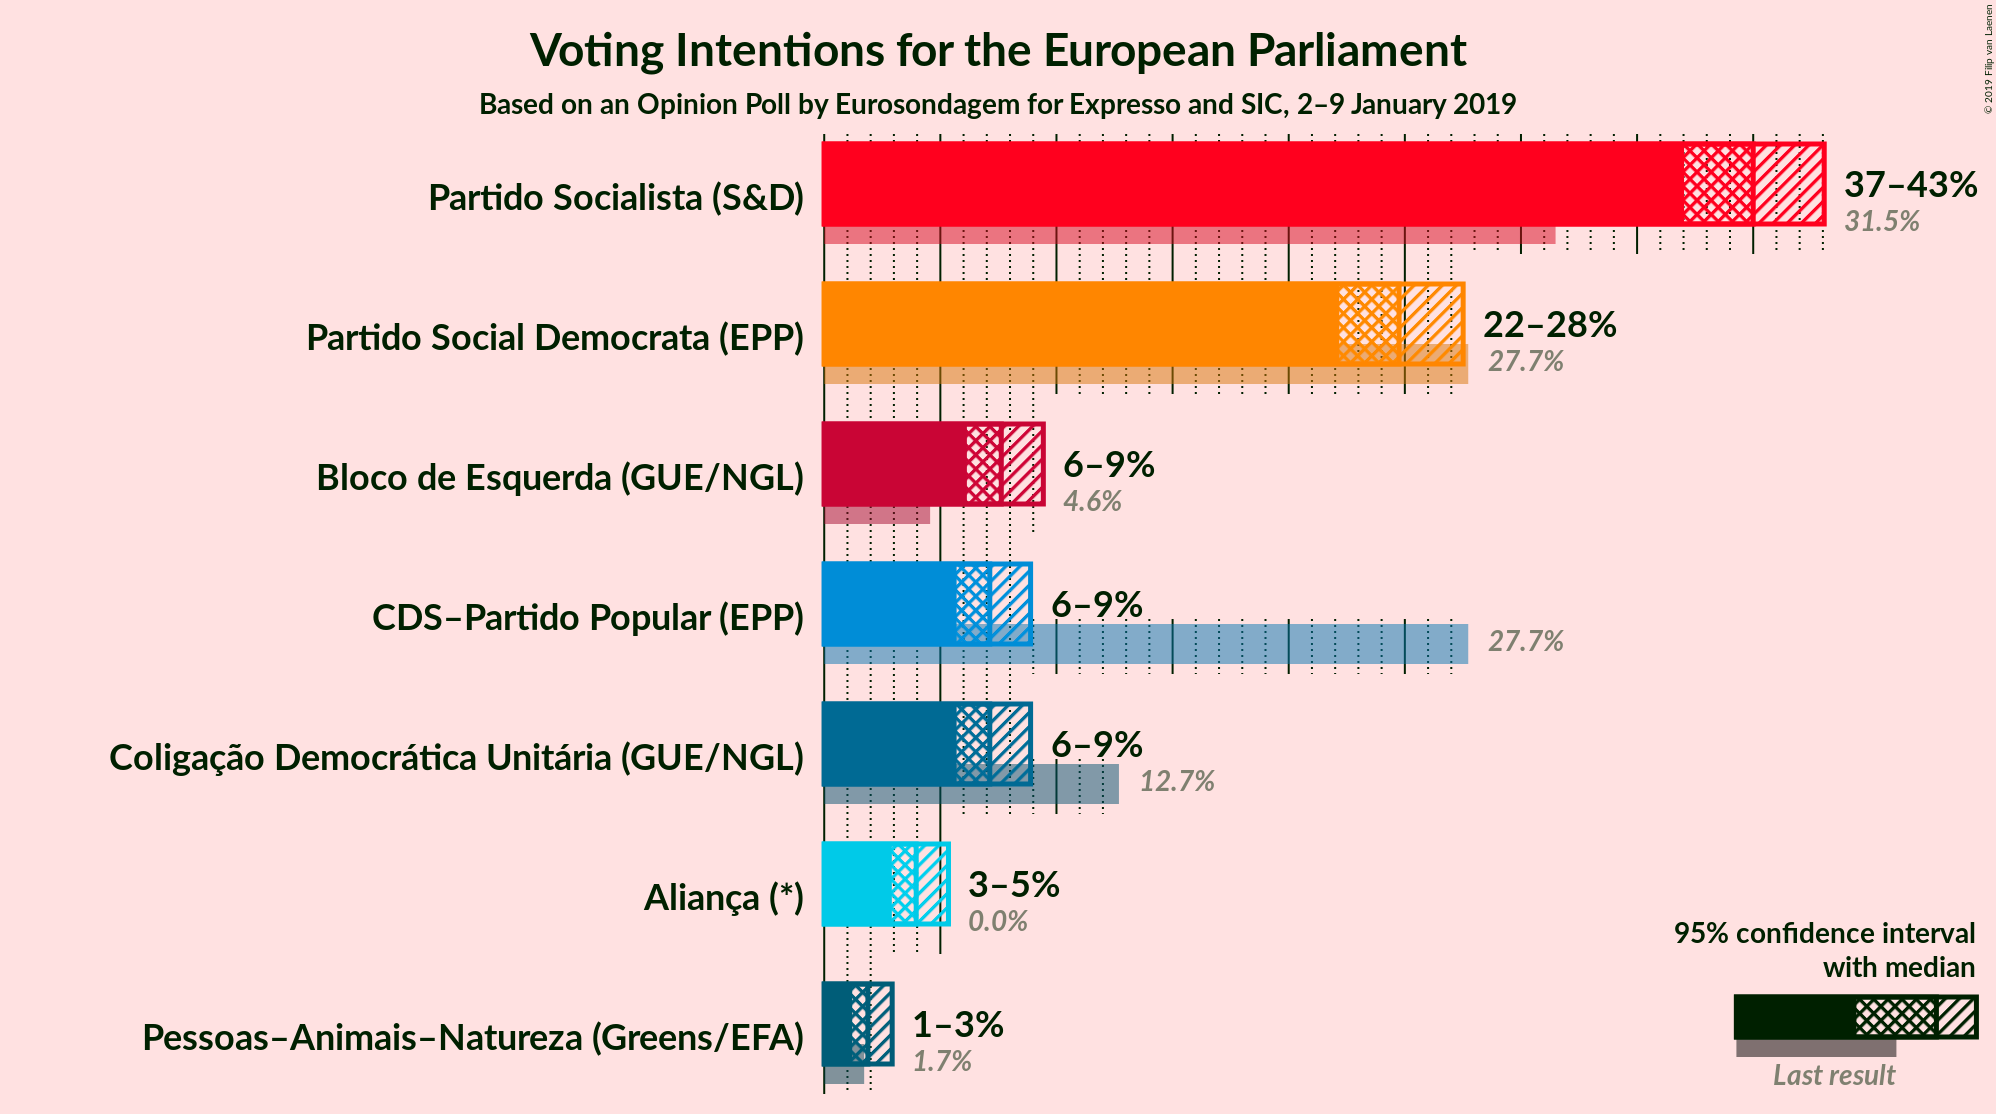 Voting Intentions for the European Parliament
Based on an Opinion Poll by Eurosondagem for Expresso and SIC, 2–9 January 2019
© 2019 Filip van Laenen
Partido Socialista (S&D)
37–43%
31.5%
Partido Social Democrata (EPP)
22–28%
27.7%
Bloco de Esquerda (GUE/NGL)
6–9%
4.6%
CDS–Partido Popular (EPP)
6–9%
27.7%
Coligação Democrática Unitária (GUE/NGL)
6–9%
12.7%
Aliança (*)
3–5%
0.0%
Pessoas–Animais–Natureza (Greens/EFA)
1–3%
1.7%
95% confidence interval
with median
Last result